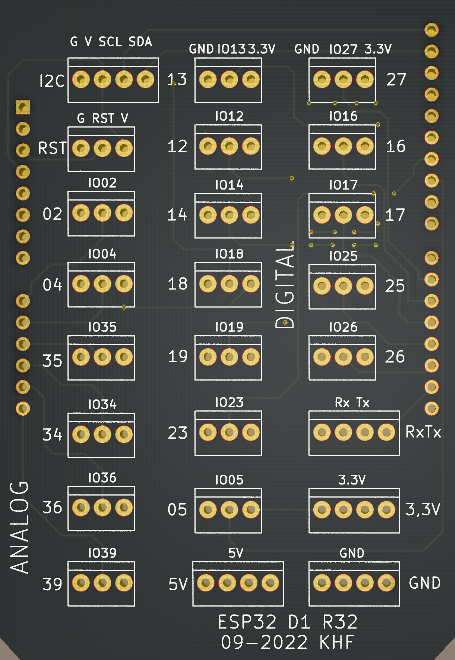 G V SCL SDA
GND IO13 3.3V
GND IO27 3.3V
I2C
13
27
G RST V
IO12
IO16
RST
12
16
IO02
IO14
IO17
02
14
17
IO04
IO18
IO25
04
18
25
DIGITAL
IO35
IO19
IO26
35
19
26
IO34
IO23
Rx Tx
34
23
RxTx
IO36
IO05
3.3V
36
05
3,3V
ANALOG
IO39
5V
GND
39
5V
GND
ESP32 D1 R32
09-2022 KHF